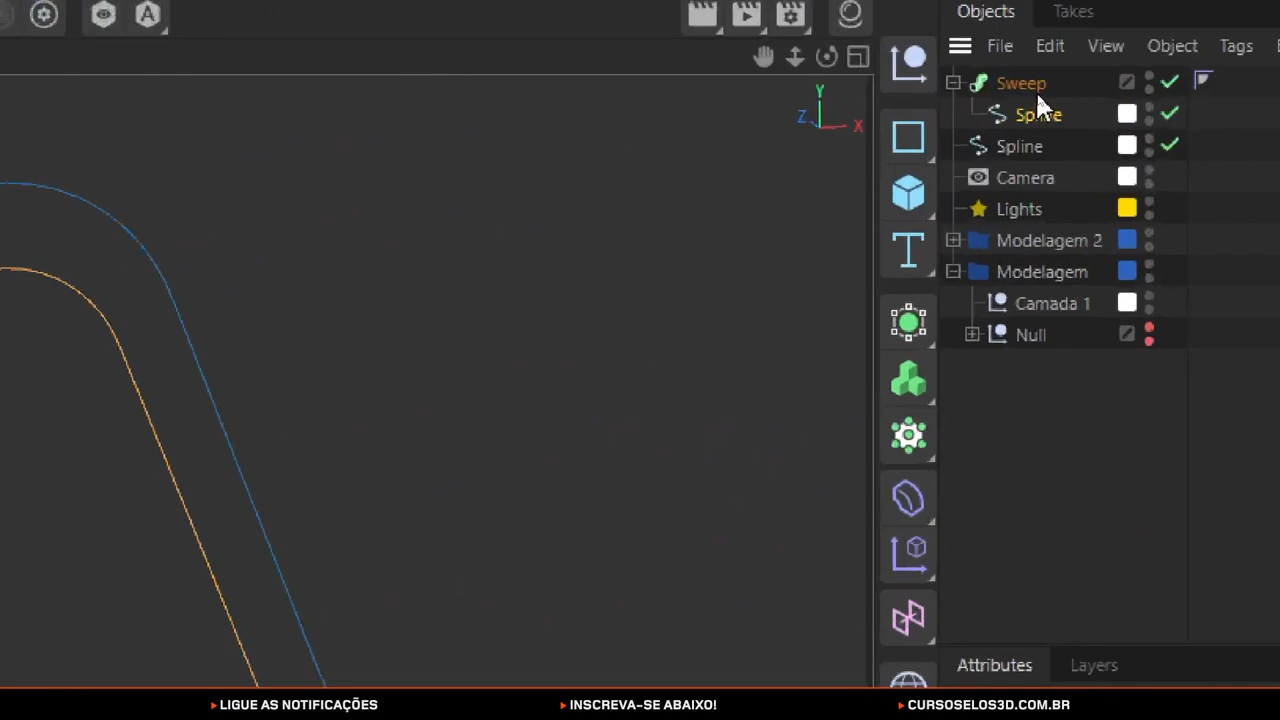 Objects Takes
File Edit View Object Tags
Sweep
Spline
Spline
Camera
Lights
Modelagem 2
Modelagem
Camada 1
Null
Y
Z X
Attributes Layers
LIGUE AS NOTIFICAÇÕES INSCREVA-SE ABAIXO! CURSOSELOS3D.COM.BR